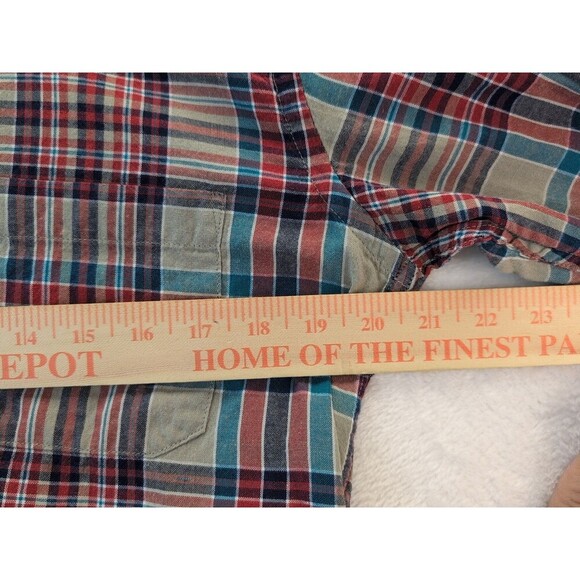 14 15 16 17 18 19 20 21 22 23
EPOT HOME OF THE FINEST PA